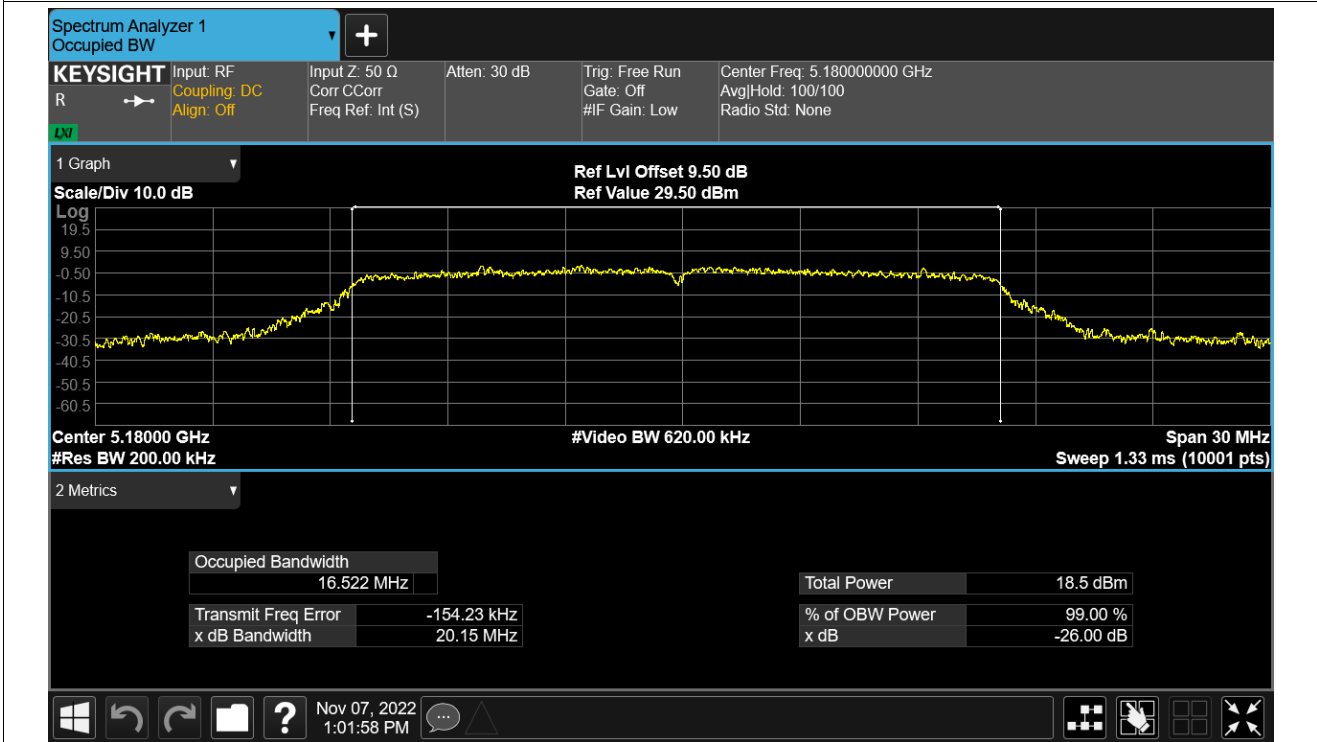 Spectrum Analyzer 1
Occupied BW
KEYSIGHT
R
LXI
Input: RF
Coupling: DC
Align: Off
Input Z: 50 Ω
Corr CCorr
Freq Ref: Int (S)
Atten: 30 dB
Trig: Free Run
Gate: Off
#IF Gain: Low
Center Freq: 5.180000000 GHz
Avg|Hold: 100/100
Radio Std: None
1 Graph
Scale/Div 10.0 dB
Ref Lvl Offset 9.50 dB
Ref Value 29.50 dBm
Log
19.5
9.50
-0.50
-10.5
-20.5
-30.5
-40.5
-50.5
-60.5
Center 5.18000 GHz
#Video BW 620.00 kHz
Span 30 MHz
#Res BW 200.00 kHz
Sweep 1.33 ms (10001 pts)
2 Metrics
Occupied Bandwidth
16.522 MHz
Transmit Freq Error -154.23 kHz
x dB Bandwidth 20.15 MHz
Total Power 18.5 dBm
% of OBW Power 99.00 %
x dB -26.00 dB
?
Nov 07, 2022
1:01:58 PM